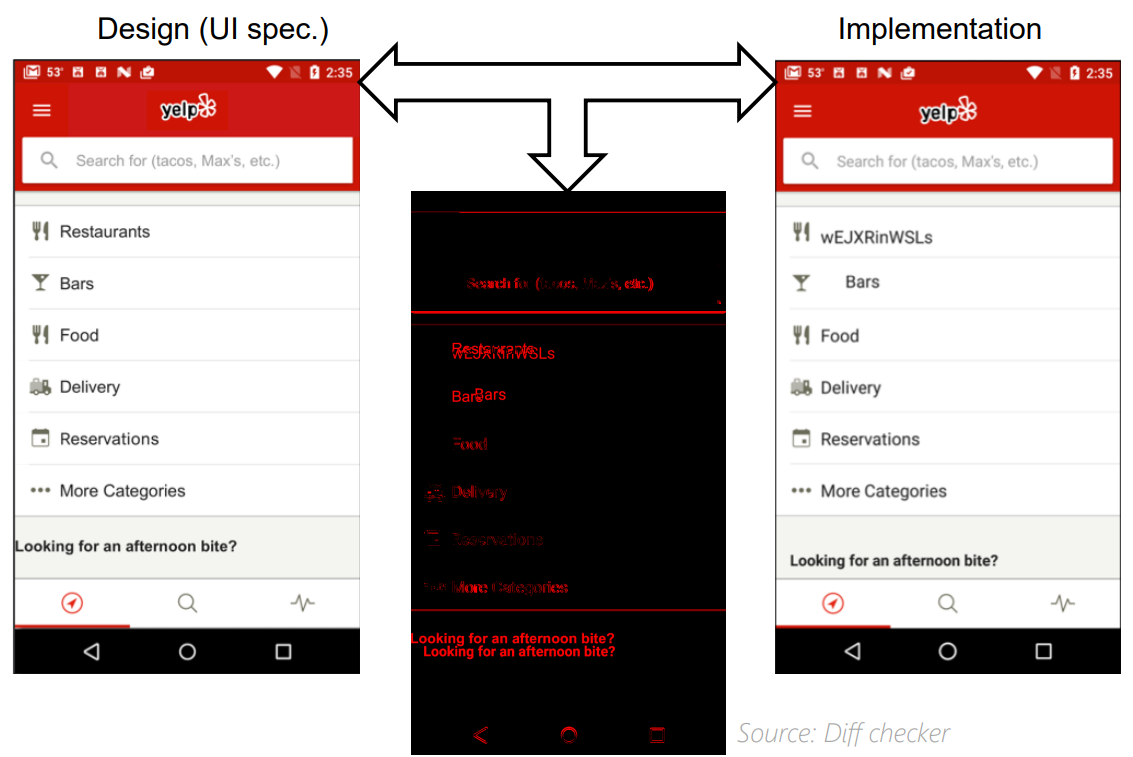 Design (UI spec.)
Implementation
53°
2:35
yelp
Search for (tacos, Max's, etc.)
Restaurants
Bars
Food
Delivery
Reservations
More Categories
Looking for an afternoon bite?
Search for (tacos, Max's, etc.)
Restaurants
wEJXRinWSLs
Bars
Bars
Food
Delivery
Reservations
More Categories
Looking for an afternoon bite?
Looking for an afternoon bite?
53°
2:35
yelp
Search for (tacos, Max's, etc.)
wEJXRinWSLs
Bars
Food
Delivery
Reservations
More Categories
Looking for an afternoon bite?
Source: Diff checker